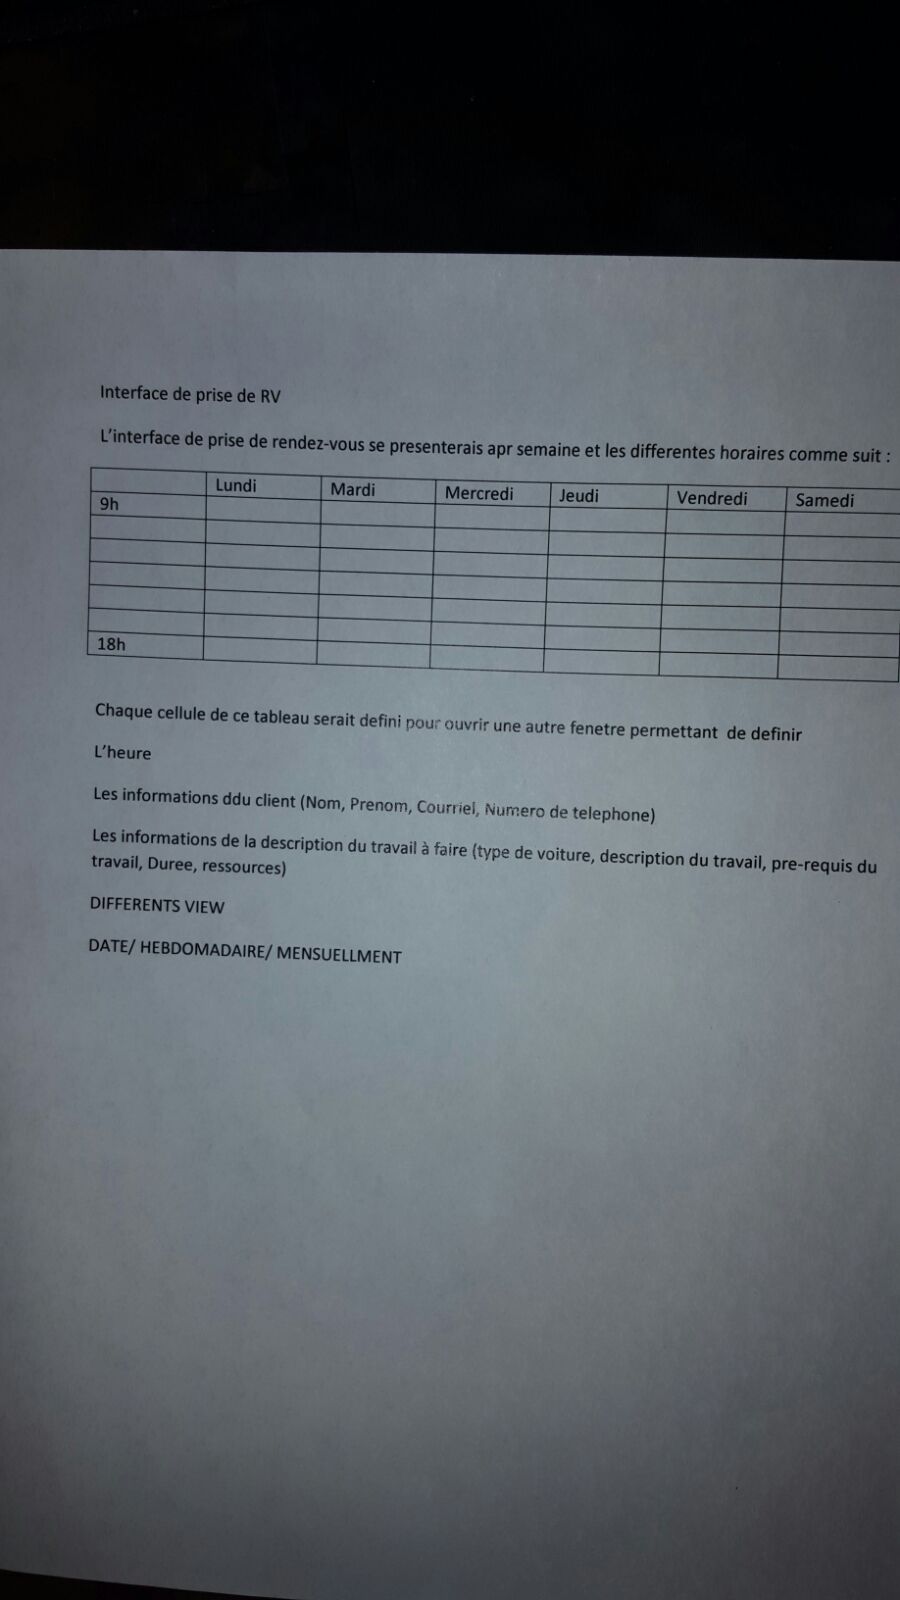 Interface de prise de RV
L'interface de prise de rendez-vous se presenterais apr semaine et les differentes horaires comme suit :
Lundi Mardi Mercredi Jeudi Vendredi Samedi
9h
18h
Chaque cellule de ce tableau serait defini pour ouvrir une autre fenetre permettant de definir
L'heure
Les informations ddu client (Nom, Prenom, Courriel, Numero de telephone)
Les informations de la description du travail à faire (type de voiture, description du travail, pre-requis du
travail, Duree, ressources)
DIFFERENTS VIEW
DATE/ HEBDOMADAIRE/ MENSUELLMENT